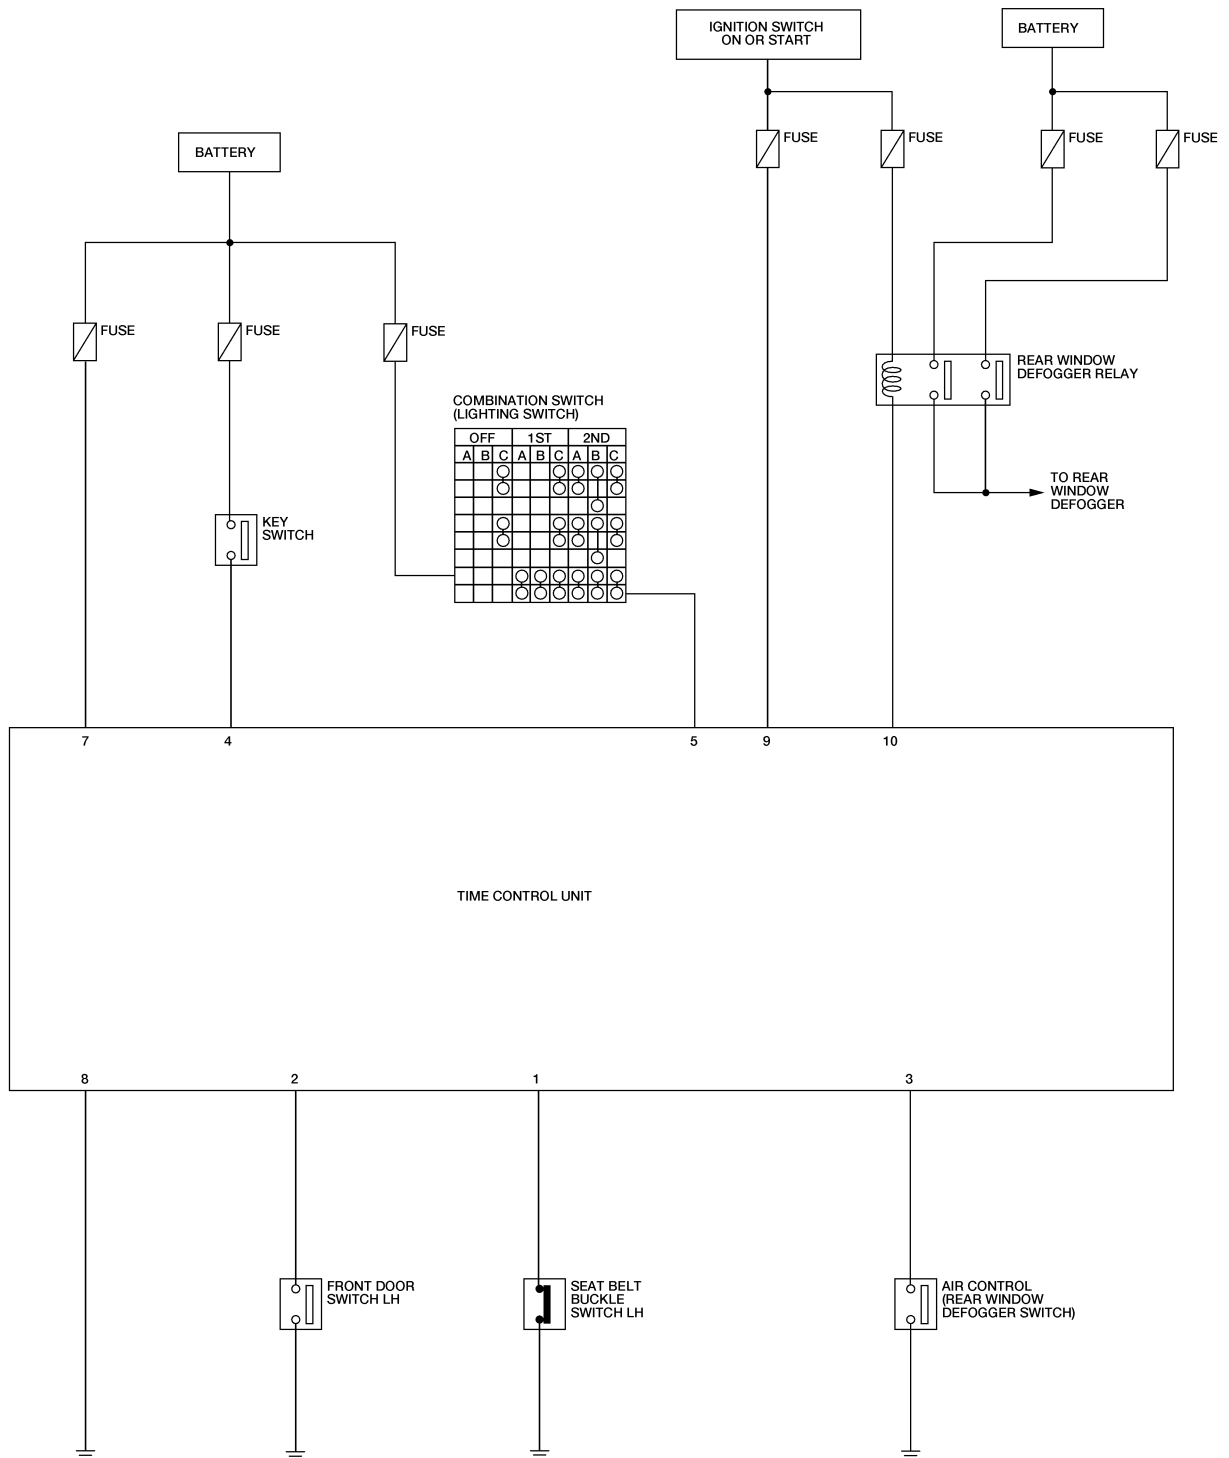 IGNITION SWITCH
ON OR START
BATTERY
FUSE
FUSE
FUSE
FUSE
BATTERY
FUSE
FUSE
FUSE
REAR WINDOW
DEFOGGER RELAY
COMBINATION SWITCH
(LIGHTING SWITCH)
OFF 1ST 2ND
A B C A B C A B C
TO REAR
WINDOW
DEFOGGER
KEY
SWITCH
7 4 5 9 10
TIME CONTROL UNIT
8 2 1 3
FRONT DOOR
SWITCH LH
SEAT BELT
BUCKLE
SWITCH LH
AIR CONTROL
(REAR WINDOW
DEFOGGER SWITCH)